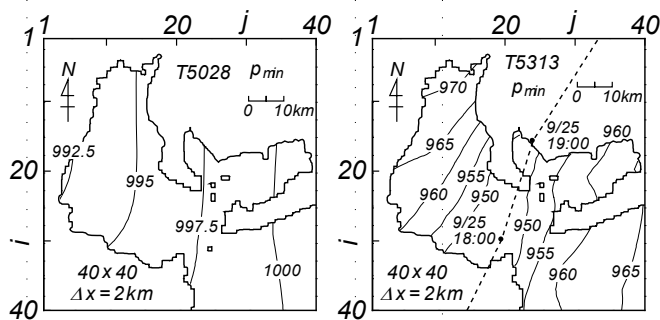 1 20 j 40
1
N
T5028
p min
0 10km
992.5
995
997.5
1000
20
i
40 x 40
Δx = 2km
40
1 20 j 40
1
N
T5313
p min
0 10km
970
965
960
955
950
9/25
19:00
960
20
9/25
18:00
950
955
960
965
i
40 x 40
Δx = 2km
40